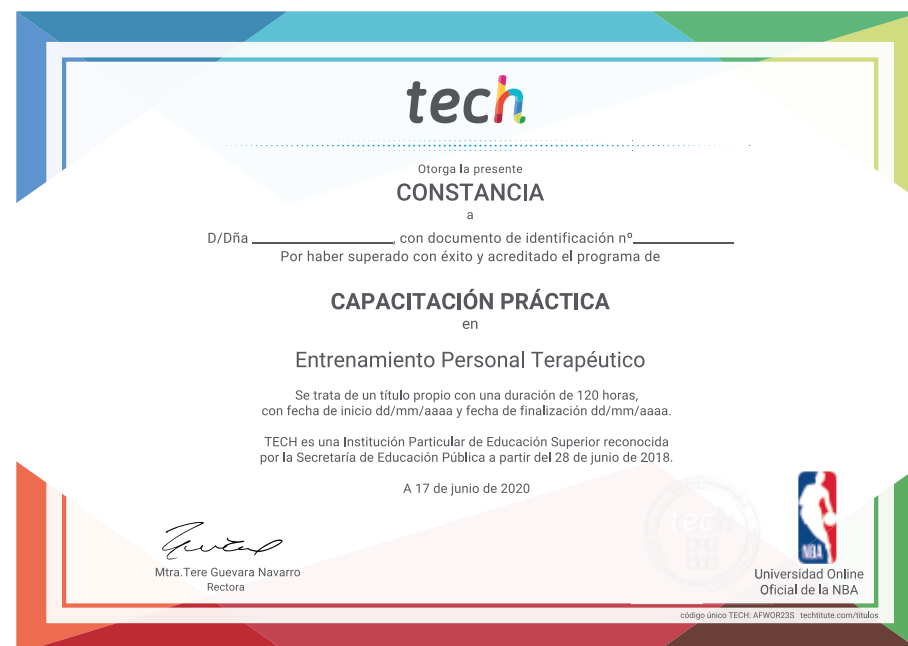 tech
Otorga la presente
CONSTANCIA
a
D/Dña , con documento de identificación nº
Por haber superado con éxito y acreditado el programa de
CAPACITACIÓN PRÁCTICA
en
Entrenamiento Personal Terapéutico
Se trata de un título propio con una duración de 120 horas,
con fecha de inicio dd/mm/aaaa y fecha de finalización dd/mm/aaaa.
TECH es una Institución Particular de Educación Superior reconocida
por la Secretaría de Educación Pública a partir del 28 de junio de 2018.
A 17 de junio de 2020
tech
NBA
Mtra.Tere Guevara Navarro
Rectora
Universidad Online
Oficial de la NBA
código único TECH: AFWOR23S techtitute.com/titulos